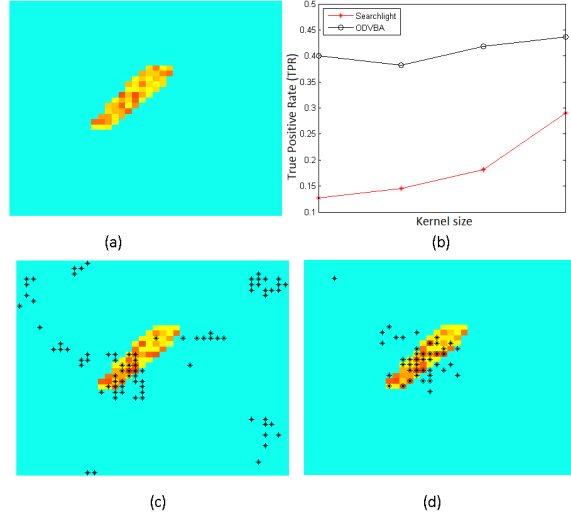 0.5
0.45
0.4
0.35
0.3
0.25
0.2
0.15
0.1
True Positive Rate (TPR)
Searchlight
ODVBA
Kernel size
(a)
(b)
(c)
(d)